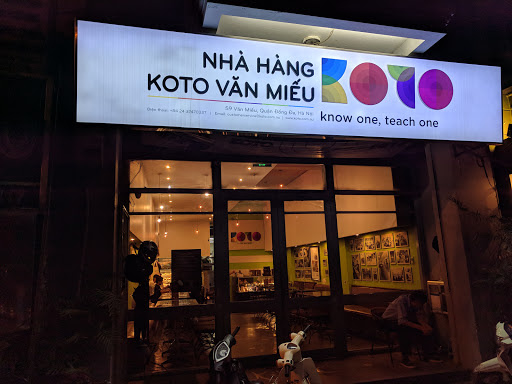 NHÀ HÀNG
KOTO VĂN MIẾU
KOTO
59 Văn Miếu, Quận Đống Đa, Hà Nội
know one, teach one
KOTO